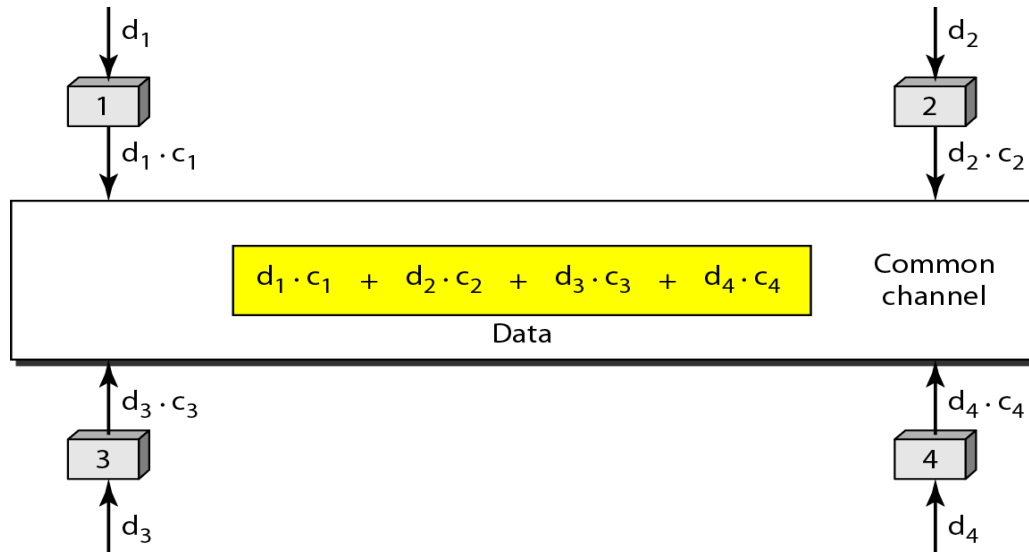 d₁
d₂
1
2
d₁ · c₁
d₂ · c₂
d₁ · c₁ + d₂ · c₂ + d₃ · c₃ + d₄ · c₄
Common
channel
Data
d₃ · c₃
d₄ · c₄
3
4
d₃
d₄